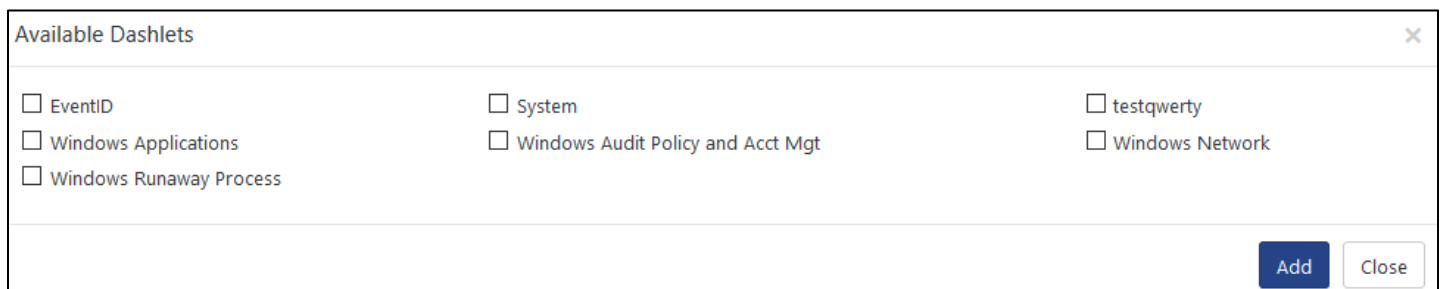 Available Dashlets ×
EventID System testqwerty
Windows Applications Windows Audit Policy and Acct Mgt Windows Network
Windows Runaway Process
Add Close